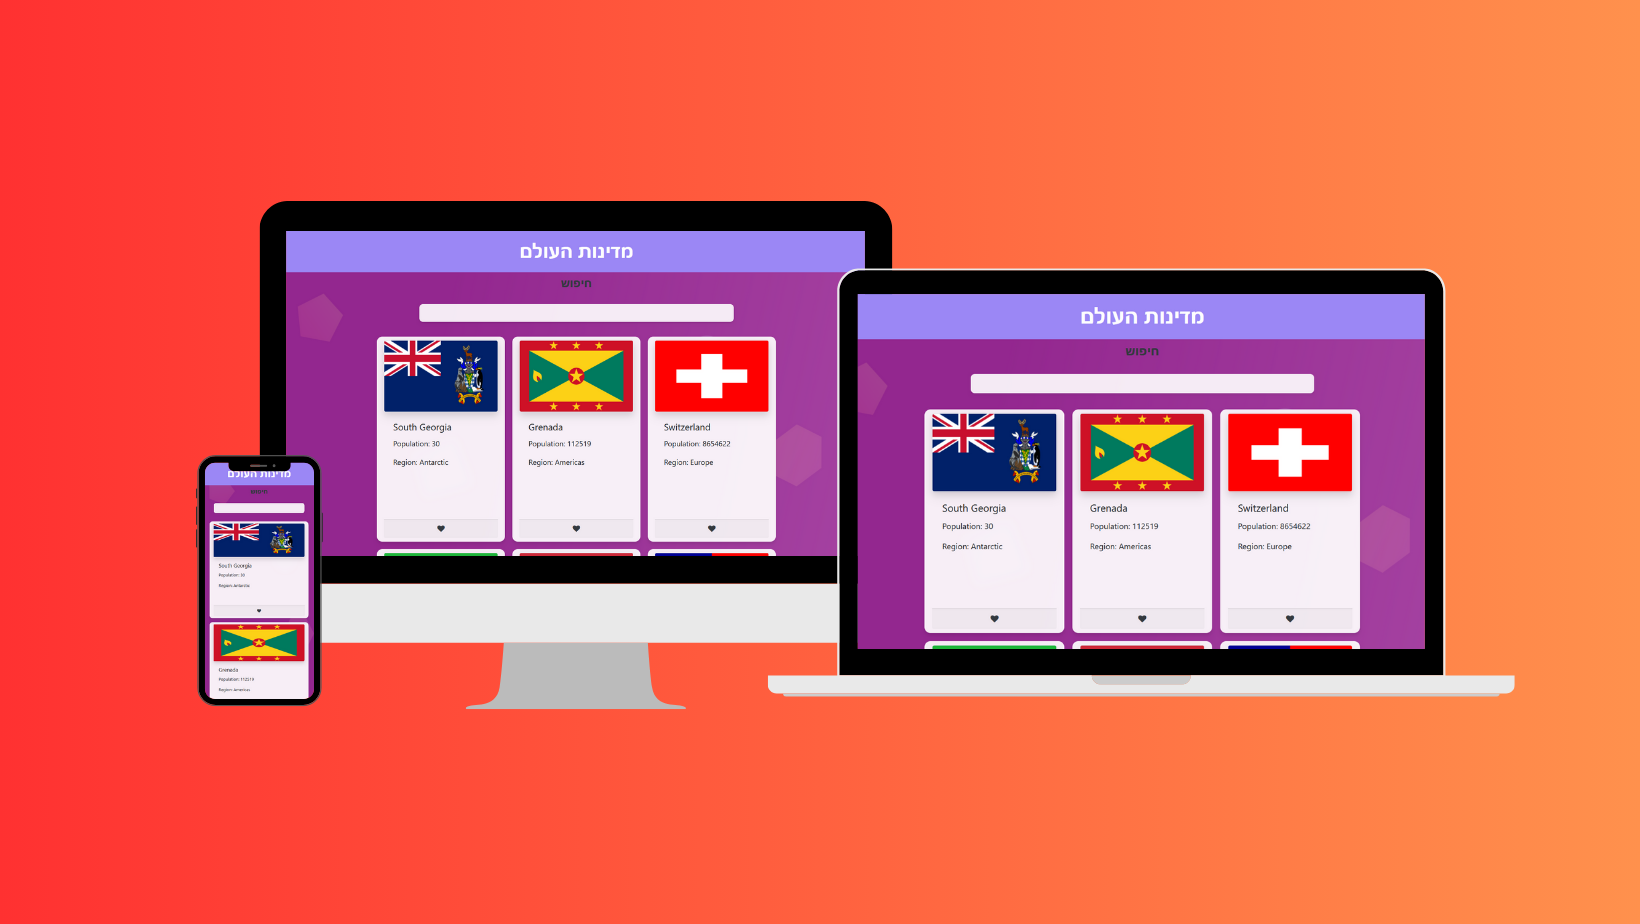 מדינות העולם
חיפוש
South Georgia
Population: 30
Region: Antarctic
Grenada
Population: 112519
Region: Americas
Switzerland
Population: 8654622
Region: Europe
מדינות העולם
חיפוש
South Georgia
Population: 30
Region: Antarctic
Grenada
Population: 112519
Region: Americas
Switzerland
Population: 8654622
Region: Europe
מדינות העולם
חיפוש
South Georgia
Population: 30
Region: Antarctic
Grenada
Population: 112519
Region: Americas